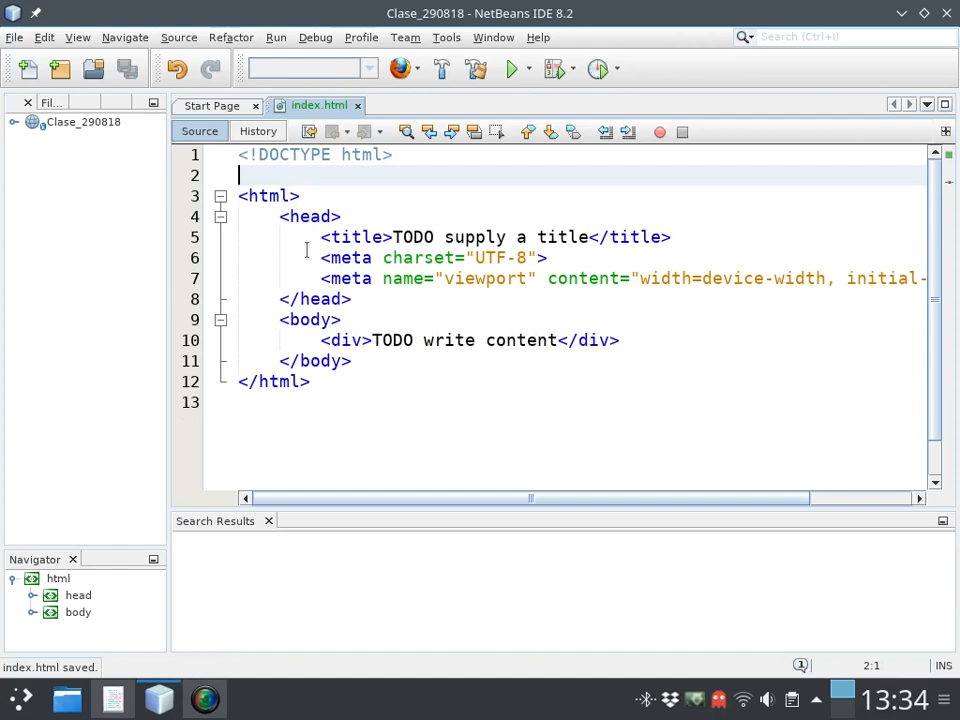 Clase_290818 - NetBeans IDE 8.2
File Edit View Navigate Source Refactor Run Debug Profile Team Tools Window Help
Search (Ctrl+I)
Fil...
Start Page
index.html
Clase_290818
Source History
1 <!DOCTYPE html>
2
3 <html>
4 <head>
5 <title>TODO supply a title</title>
6 <meta charset="UTF-8">
7 <meta name="viewport" content="width=device-width, initial-
8 </head>
9 <body>
10 <div>TODO write content</div>
11 </body>
12 </html>
13
Search Results
Navigator
html
head
body
index.html saved.
1
2:1
INS
13:34